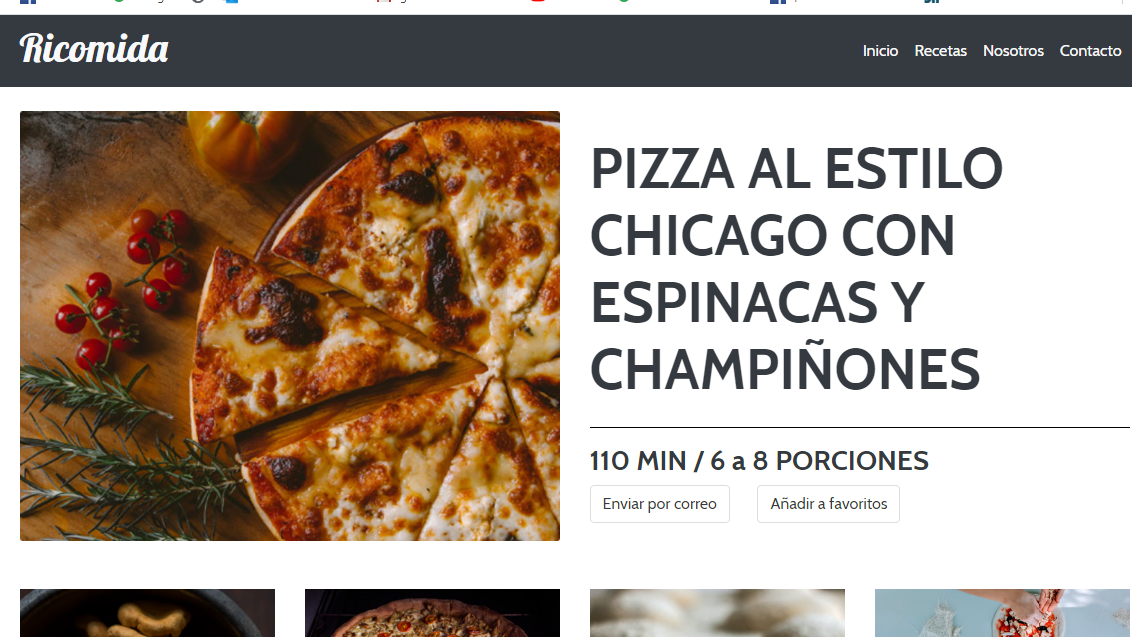 Ricomida
Inicio Recetas Nosotros Contacto
PIZZA AL ESTILO
CHICAGO CON
ESPINACAS Y
CHAMPIÑONES
110 MIN / 6 a 8 PORCIONES
Enviar por correo Añadir a favoritos